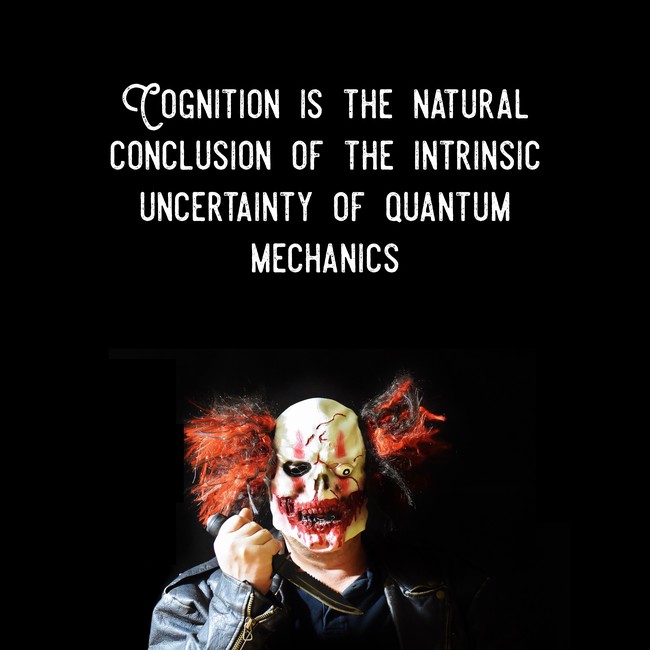 Cognition is the natural
conclusion of the intrinsic
uncertainty of quantum
mechanics